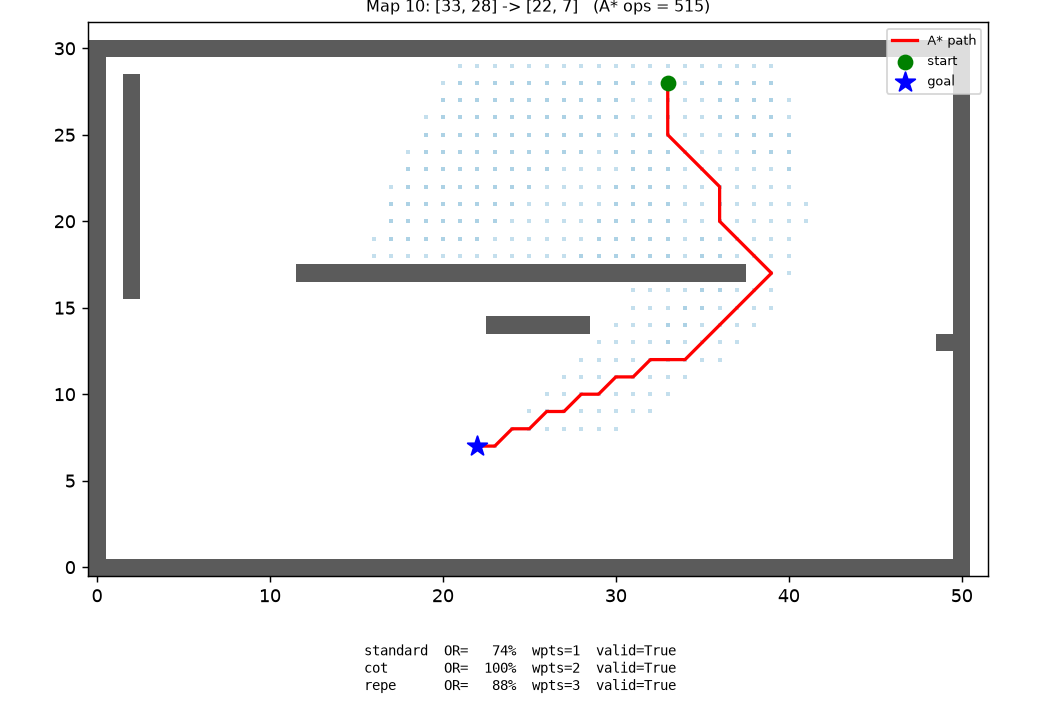 Map 10: [33, 28] -> [22, 7]   (A* ops = 515)
A* path
start
goal
30
25
20
15
10
5
0
0 10 20 30 40 50
standard  OR=   74%  wpts=1  valid=True
cot       OR=  100%  wpts=2  valid=True
repe      OR=   88%  wpts=3  valid=True